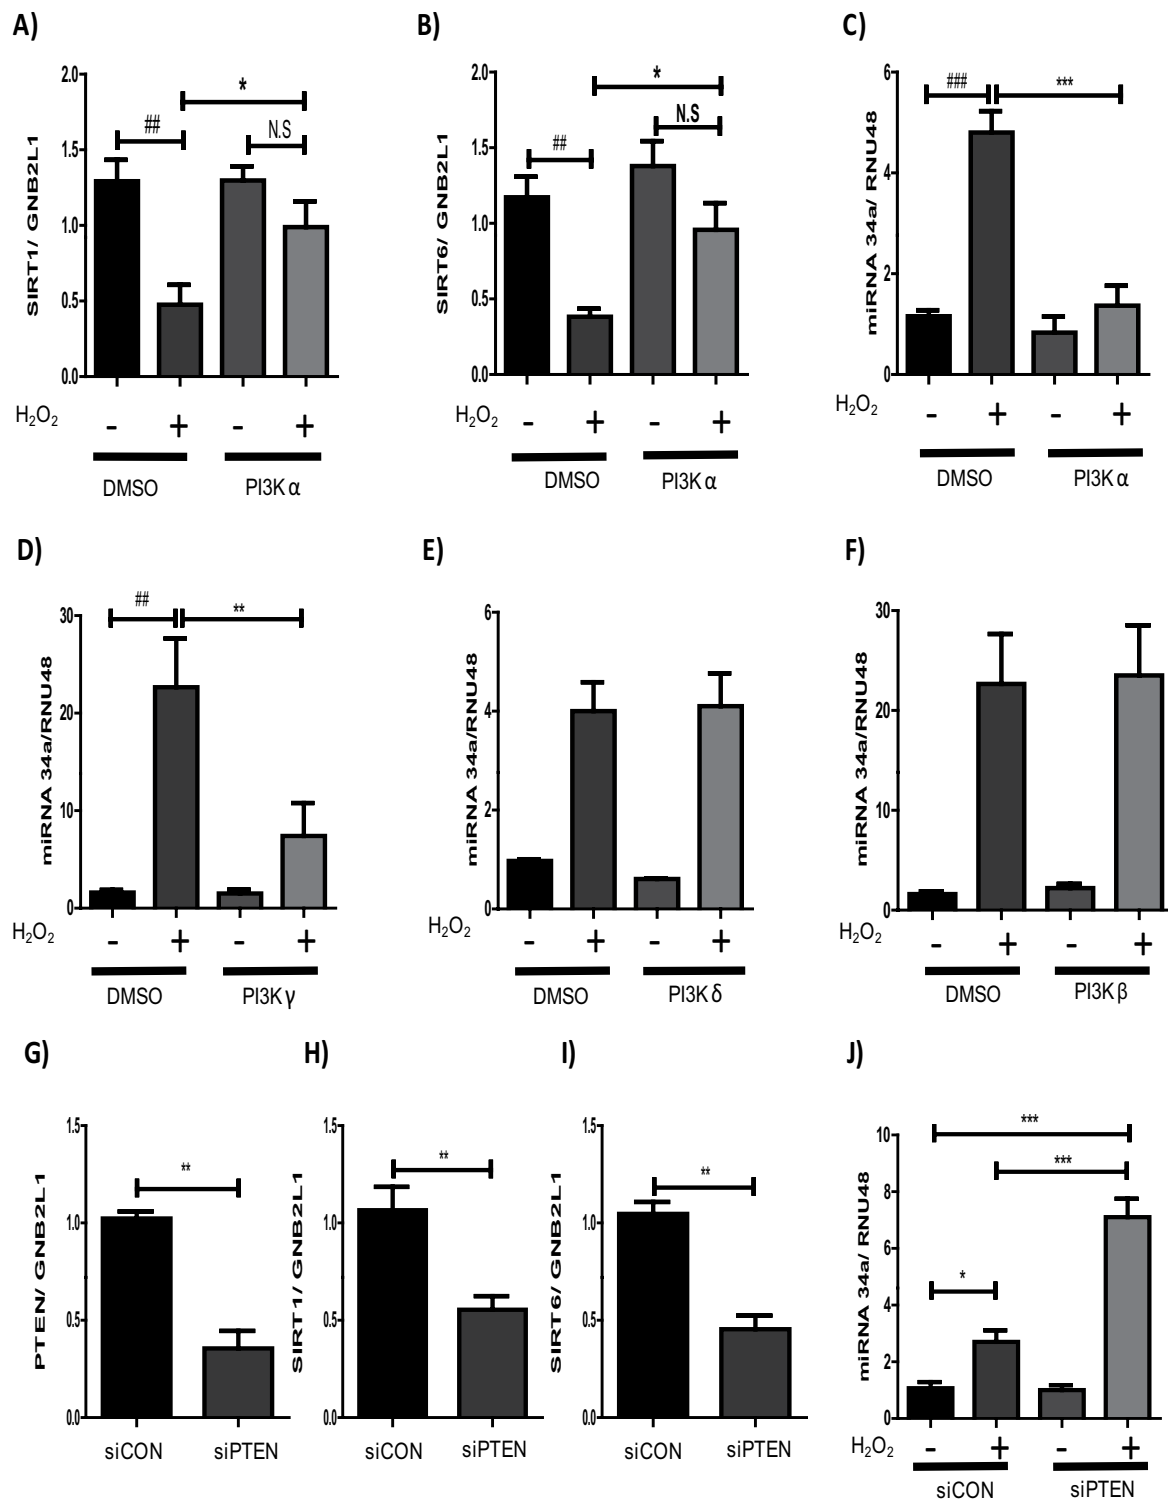 A)
B)
C)
SIRT1/ GNB2L1
2.0
1.5
1.0
0.5
0.0
##
*
N.S
H₂O₂
- + - +
DMSO PI3K α
SIRT6/ GNB2L1
2.0
1.5
1.0
0.5
0.0
##
*
N.S
H₂O₂
- + - +
DMSO PI3K α
miRNA 34a/ RNU48
6
4
2
0
### ***
H₂O₂
- + - +
DMSO PI3K α
D)
E)
F)
miRNA 34a/RNU48
30
20
10
0
## **
H₂O₂
- + - +
DMSO PI3K γ
miRNA 34a/RNU48
6
4
2
0
H₂O₂
- + - +
DMSO PI3K δ
miRNA 34a/RNU48
30
20
10
0
H₂O₂
- + - +
DMSO PI3K β
G)
H)
I)
J)
PTEN/ GNB2L1
1.5
1.0
0.5
0.0
**
siCON siPTEN
SIRT1/ GNB2L1
1.5
1.0
0.5
0.0
**
siCON siPTEN
SIRT6/ GNB2L1
1.5
1.0
0.5
0.0
**
siCON siPTEN
miRNA 34a/ RNU48
10
8
6
4
2
0
***
***
*
H₂O₂
- + - +
siCON siPTEN